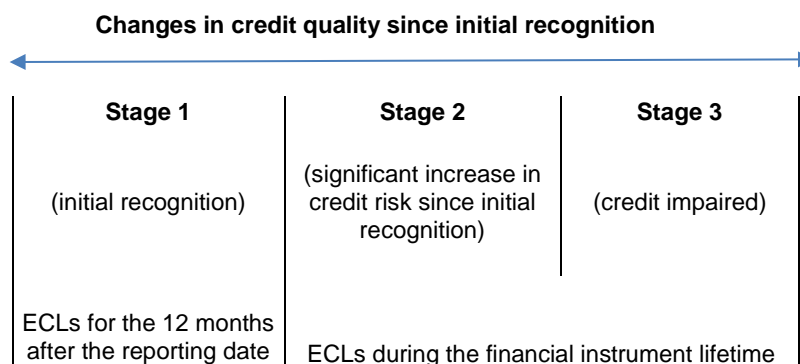 Changes in credit quality since initial recognition
Stage 1
Stage 2
Stage 3
(initial recognition)
(significant increase in
credit risk since initial
recognition)
(credit impaired)
ECLs for the 12 months
after the reporting date
ECLs during the financial instrument lifetime